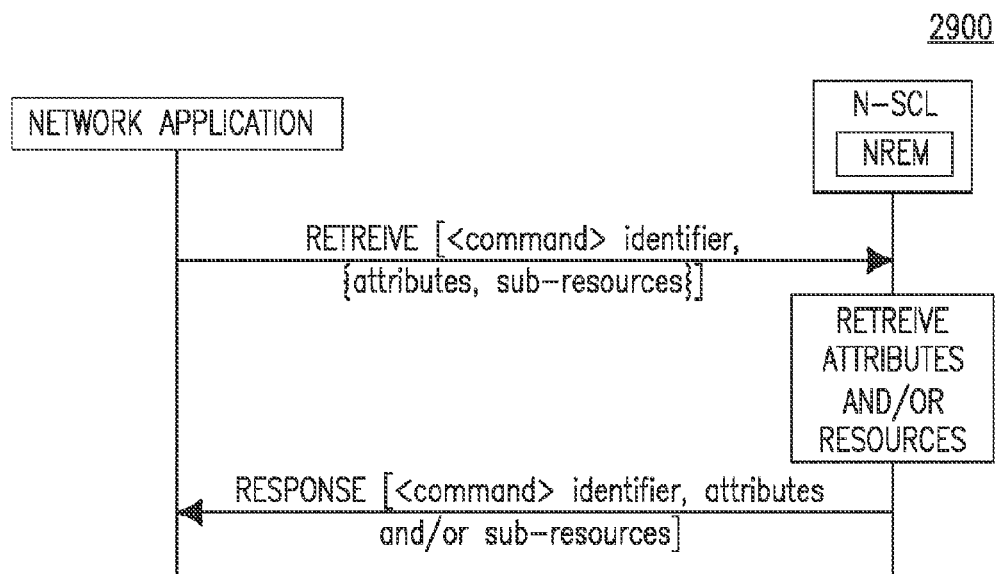 2900
NETWORK APPLICATION
N-SCL
NREM
RETREIVE [<command> identifier,
{attributes, sub-resources}]
RETREIVE
ATTRIBUTES
AND/OR
RESOURCES
RESPONSE [<command> identifier, attributes
and/or sub-resources]